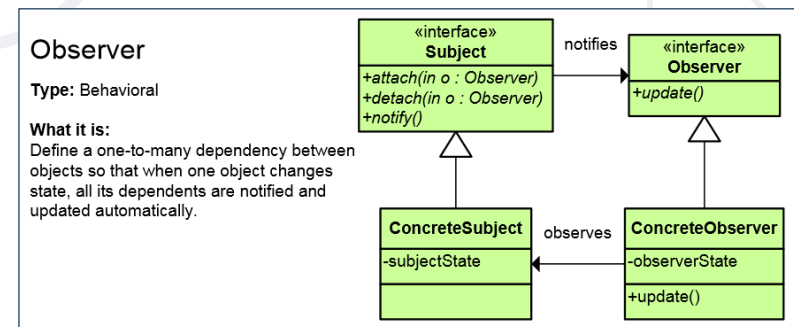 Observer
Type: Behavioral
What it is:
Define a one-to-many dependency between
objects so that when one object changes
state, all its dependents are notified and
updated automatically.
«interface»
Subject
+attach(in o : Observer)
+detach(in o : Observer)
+notify()
notifies
«interface»
Observer
+update()
ConcreteSubject
-subjectState
observes
ConcreteObserver
-observerState
+update()